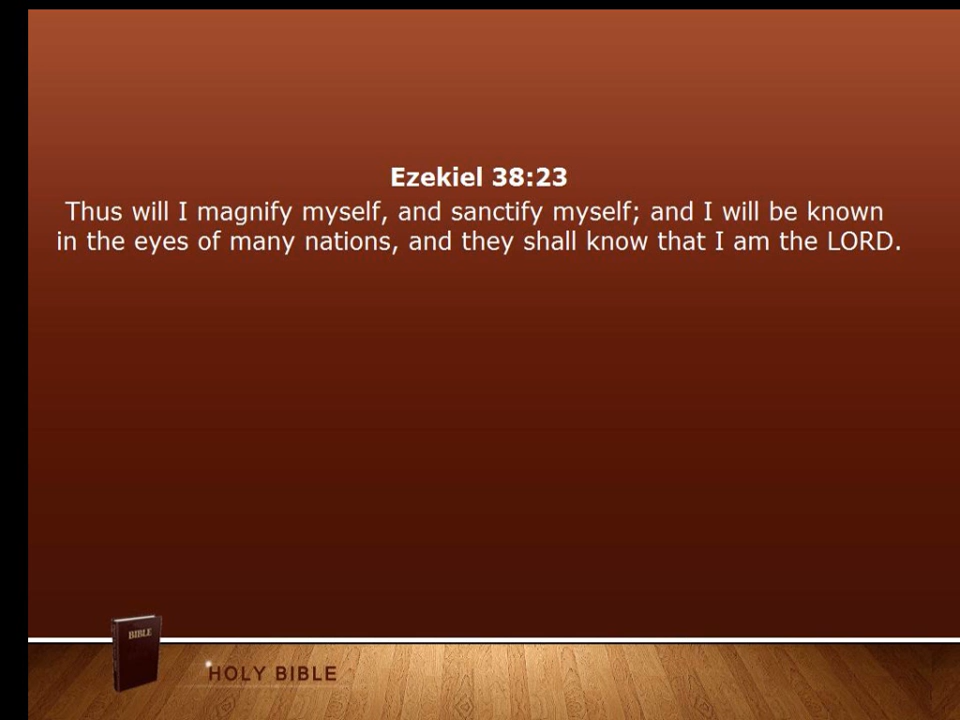 Ezekiel 38:23
Thus will I magnify myself, and sanctify myself; and I will be known
in the eyes of many nations, and they shall know that I am the LORD.
BIBLE
HOLY BIBLE